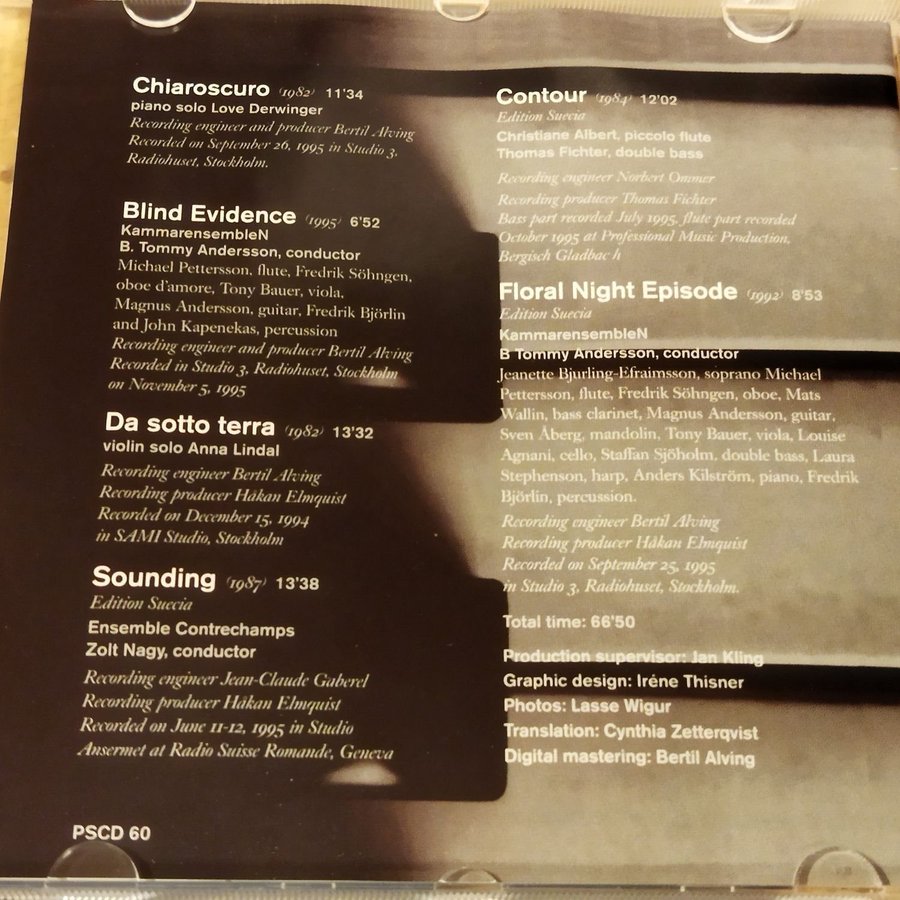 Chiaroscuro (1982) 11'34
piano solo Love Derwinger
Recording engineer and producer Bertil Alving
Recorded on September 26, 1995 in Studio 3,
Radiohuset, Stockholm.
Blind Evidence (1995) 6'52
KammarensembleN
B. Tommy Andersson, conductor
Michael Pettersson, flute, Fredrik Söhngen,
oboe d'amore, Tony Bauer, viola,
Magnus Andersson, guitar, Fredrik Björlin
and John Kapenekas, percussion
Recording engineer and producer Bertil Alving
Recorded in Studio 3, Radiohuset, Stockholm
on November 5, 1995
Da sotto terra (1982) 13'32
violin solo Anna Lindal
Recording engineer Bertil Alving
Recording producer Håkan Elmquist
Recorded on December 15, 1994
in SAMI Studio, Stockholm
Sounding (1987) 13'38
Edition Suecia
Ensemble Contrechamps
Zolt Nagy, conductor
Recording engineer Jean-Claude Gaberel
Recording producer Håkan Elmquist
Recorded on June 11-12, 1995 in Studio
Ansermet at Radio Suisse Romande, Geneva
PSCD 60
Contour (1984) 12'02
Edition Suecia
Christiane Albert, piccolo flute
Thomas Fichter, double bass
Recording engineer Norbert Ommer
Recording producer Thomas Fichter
Bass part recorded July 1995, flute part recorded
October 1995 at Professional Music Production,
Bergisch Gladbac h
Floral Night Episode (1992) 8'53
Edition Suecia
KammarensembleN
B Tommy Andersson, conductor
Jeanette Bjurling-Efraimsson, soprano Michael
Pettersson, flute, Fredrik Söhngen, oboe, Mats
Wallin, bass clarinet, Magnus Andersson, guitar,
Sven Åberg, mandolin, Tony Bauer, viola, Louise
Agnani, cello, Staffan Sjöholm, double bass, Laura
Stephenson, harp, Anders Kilström, piano, Fredrik
Björlin, percussion.
Recording engineer Bertil Alving
Recording producer Håkan Elmquist
Recorded on September 25, 1995
in Studio 3, Radiohuset, Stockholm.
Total time: 66'50
Production supervisor: Jan Kling
Graphic design: Iréne Thisner
Photos: Lasse Wigur
Translation: Cynthia Zetterqvist
Digital mastering: Bertil Alving